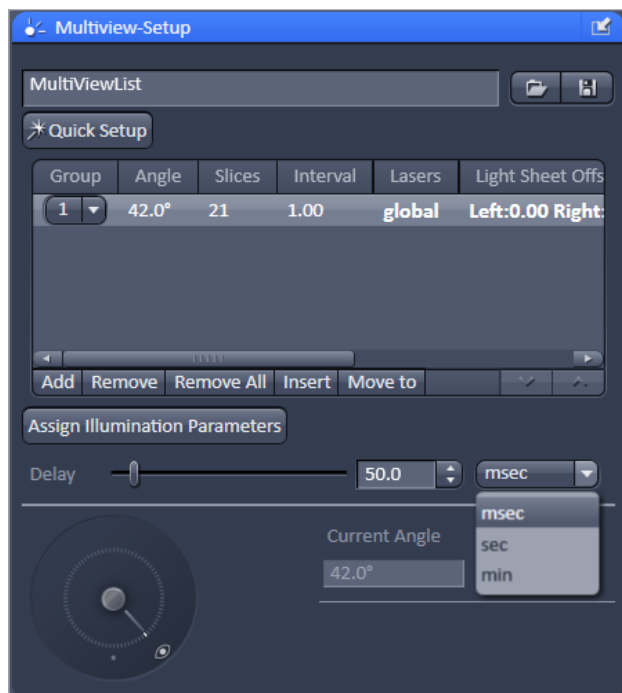 Multiview-Setup
MultiViewList
Quick Setup
Group Angle Slices Interval Lasers Light Sheet Offs
1 42.0° 21 1.00 global Left:0.00 Right:
Add Remove Remove All Insert Move to
Assign Illumination Parameters
Delay 50.0 msec
msec
sec
min
Current Angle
42.0°